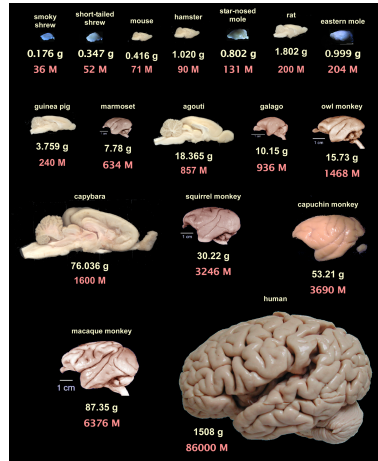 smoky shrew
short-tailed shrew
mouse
hamster
star-nosed mole
rat
eastern mole
0.176 g
0.347 g
0.416 g
1.020 g
0.802 g
1.802 g
0.999 g
36 M
52 M
71 M
90 M
131 M
200 M
204 M
guinea pig
marmoset
agouti
galago
owl monkey
1 cm
3.759 g
7.78 g
18.365 g
10.15 g
15.73 g
240 M
634 M
857 M
936 M
1468 M
capybara
squirrel monkey
capuchin monkey
1 cm
76.036 g
30.22 g
53.21 g
1600 M
3246 M
3690 M
human
macaque monkey
1 cm
87.35 g
6376 M
1508 g
86000 M